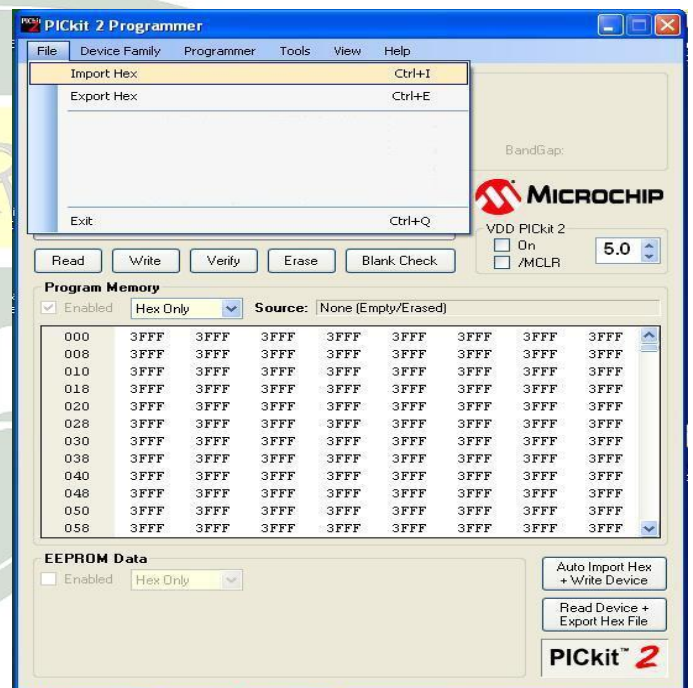 PICkit 2 Programmer
File Device Family Programmer Tools View Help
Import Hex Ctrl+I
Export Hex Ctrl+E
BandGap:
Exit Ctrl+Q
MICROCHIP
VDD PICkit 2
On
/MCLR
5.0
Read Write Verify Erase Blank Check
Program Memory
Enabled Hex Only Source: None (Empty/Erased)
000 3FFF 3FFF 3FFF 3FFF 3FFF 3FFF 3FFF 3FFF
008 3FFF 3FFF 3FFF 3FFF 3FFF 3FFF 3FFF 3FFF
010 3FFF 3FFF 3FFF 3FFF 3FFF 3FFF 3FFF 3FFF
018 3FFF 3FFF 3FFF 3FFF 3FFF 3FFF 3FFF 3FFF
020 3FFF 3FFF 3FFF 3FFF 3FFF 3FFF 3FFF 3FFF
028 3FFF 3FFF 3FFF 3FFF 3FFF 3FFF 3FFF 3FFF
030 3FFF 3FFF 3FFF 3FFF 3FFF 3FFF 3FFF 3FFF
038 3FFF 3FFF 3FFF 3FFF 3FFF 3FFF 3FFF 3FFF
040 3FFF 3FFF 3FFF 3FFF 3FFF 3FFF 3FFF 3FFF
048 3FFF 3FFF 3FFF 3FFF 3FFF 3FFF 3FFF 3FFF
050 3FFF 3FFF 3FFF 3FFF 3FFF 3FFF 3FFF 3FFF
058 3FFF 3FFF 3FFF 3FFF 3FFF 3FFF 3FFF 3FFF
EEPROM Data
Enabled Hex Only
Auto Import Hex
+ Write Device
Read Device +
Export Hex File
PICkit™ 2